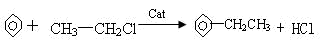 + CH₃—CH₂Cl Cat → —CH₂CH₃ + HCl